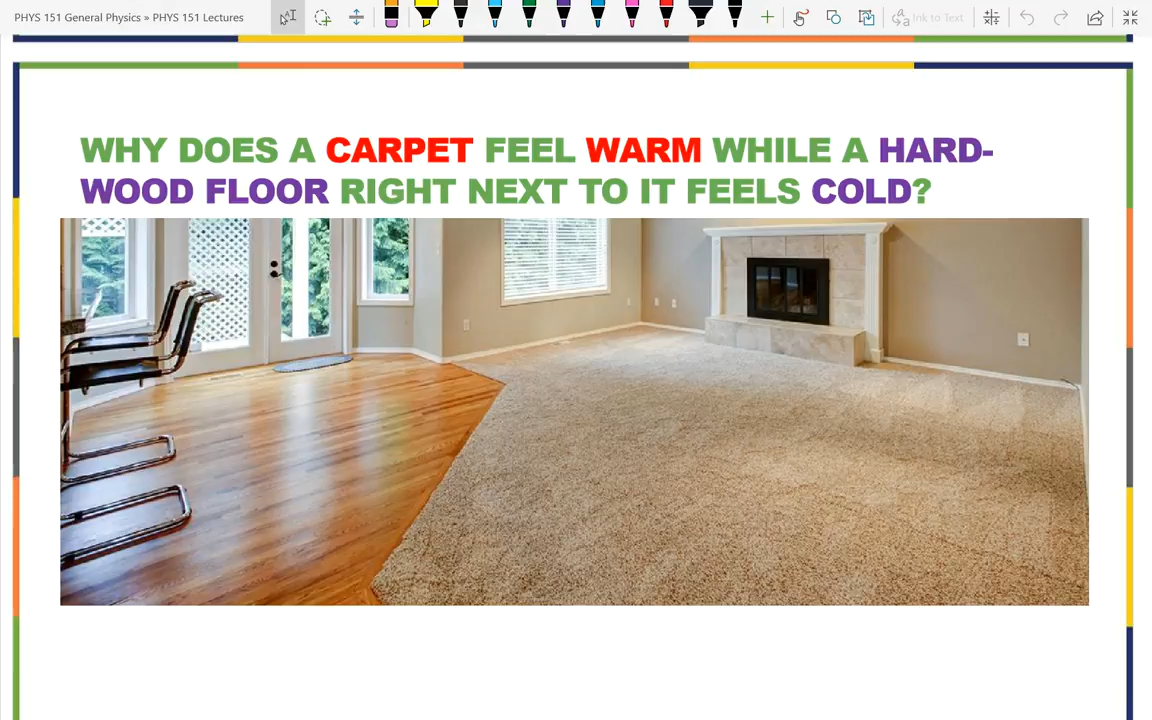 PHYS 151 General Physics » PHYS 151 Lectures
Ink to Text
WHY DOES A CARPET FEEL WARM WHILE A HARD-
WOOD FLOOR RIGHT NEXT TO IT FEELS COLD?